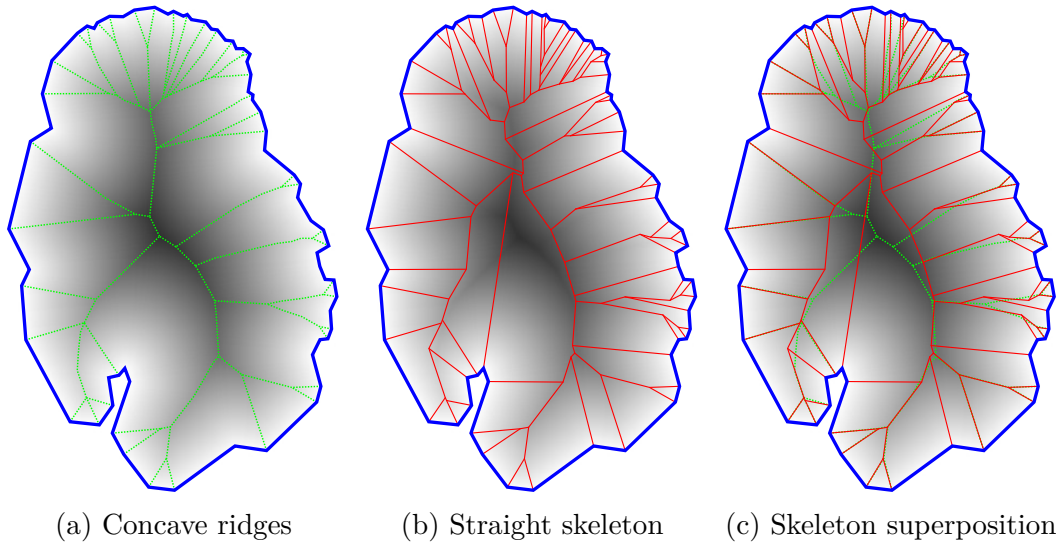 (a) Concave ridges
(b) Straight skeleton
(c) Skeleton superposition